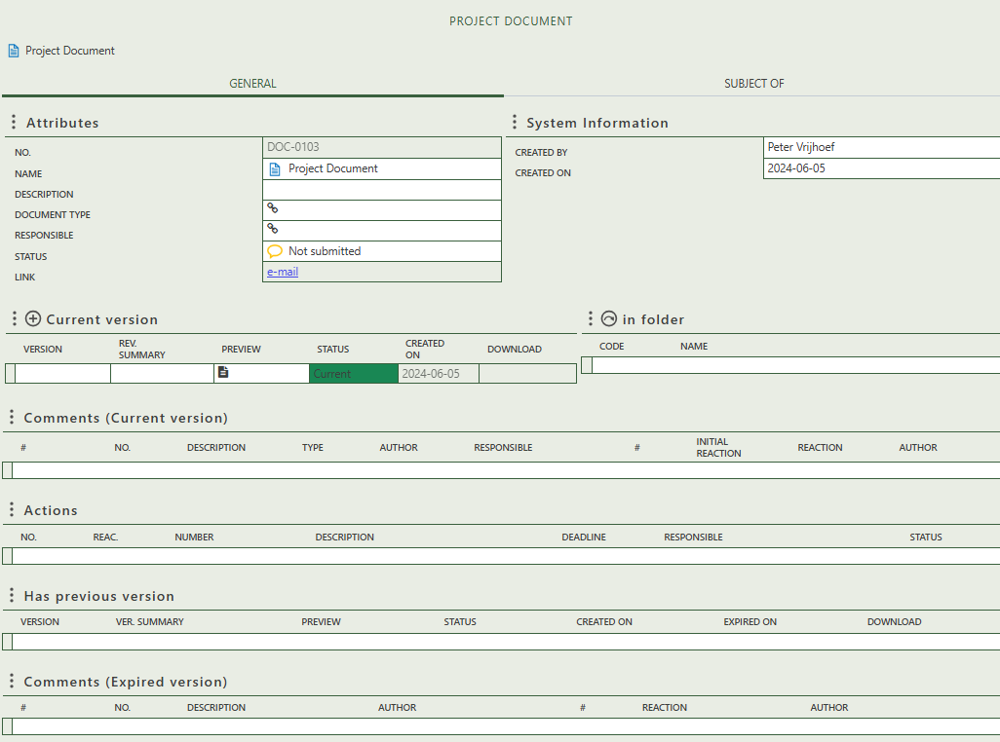 PROJECT DOCUMENT
Project Document
GENERAL SUBJECT OF
Attributes
NO. DOC-0103
NAME Project Document
DESCRIPTION
DOCUMENT TYPE
RESPONSIBLE
STATUS Not submitted
LINK e-mail
System Information
CREATED BY Peter Vrijhoef
CREATED ON 2024-06-05
Current version
VERSION REV. SUMMARY PREVIEW STATUS CREATED ON DOWNLOAD
Current 2024-06-05
in folder
CODE NAME
Comments (Current version)
# NO. DESCRIPTION TYPE AUTHOR RESPONSIBLE # INITIAL REACTION REACTION AUTHOR
Actions
NO. REAC. NUMBER DESCRIPTION DEADLINE RESPONSIBLE STATUS
Has previous version
VERSION VER. SUMMARY PREVIEW STATUS CREATED ON EXPIRED ON DOWNLOAD
Comments (Expired version)
# NO. DESCRIPTION AUTHOR # REACTION AUTHOR